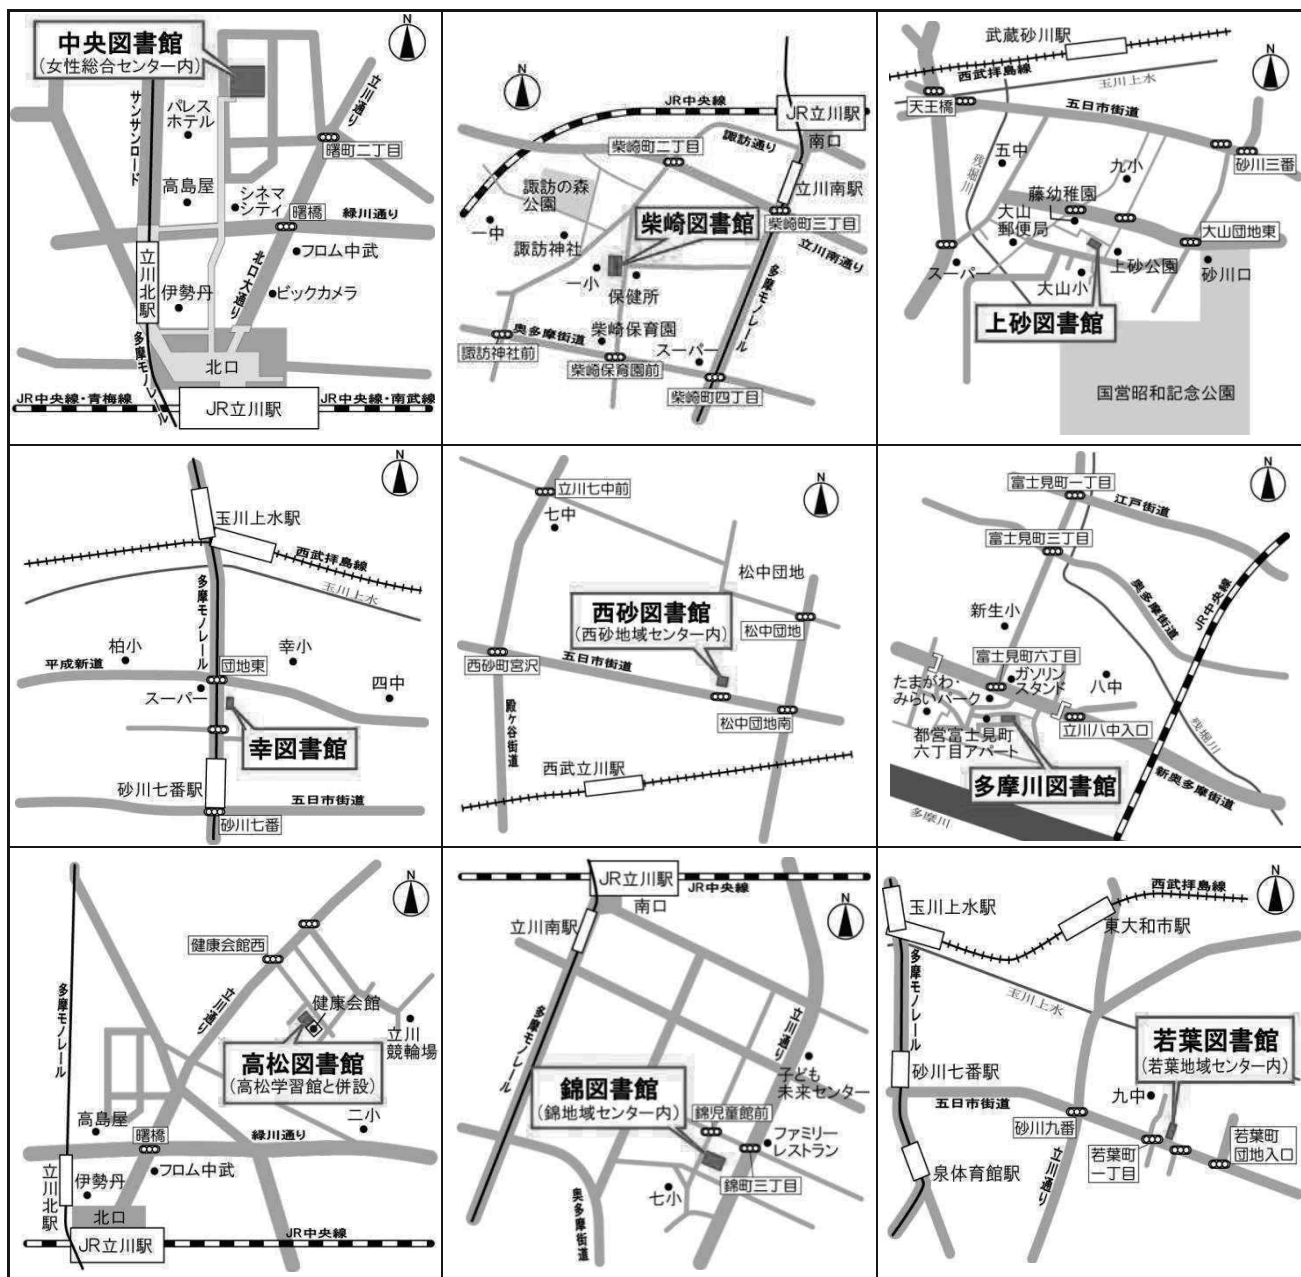 中央図書館
(女性総合センター内)
N
サンサンロード
パレス
ホテル
立川通り
曙町二丁目
高島屋
シネマ
シティ
曙橋
緑川通り
フロム中武
立川北駅
北口大通り
伊勢丹
ビックカメラ
多摩モノレール
北口
JR中央線・青梅線
JR立川駅
JR中央線・南武線
N
JR中央線
JR立川駅
南口
諏訪通り
柴崎町二丁目
立川南駅
諏訪の森
公園
柴崎図書館
柴崎町三丁目
一中
諏訪神社
立川南通り
一小
保健所
多摩モノレール
柴崎保育園
奥多摩街道
スーパー
諏訪神社前
柴崎保育園前
柴崎町四丁目
武蔵砂川駅
N
西武拝島線
玉川上水
天王橋
五日市街道
五中
九小
砂川三番
残堀川
藤幼稚園
大山
郵便局
大山団地東
スーパー
上砂公園
砂川口
大山小
上砂図書館
国営昭和記念公園
N
玉川上水駅
西武拝島線
玉川上水
多摩モノレール
柏小
幸小
平成新道
団地東
スーパー
四中
幸図書館
砂川七番駅
五日市街道
砂川七番
N
立川七中前
七中
松中団地
西砂図書館
(西砂地域センター内)
松中団地
西砂町宮沢
五日市街道
松中団地南
殿ヶ谷街道
西武立川駅
N
富士見町一丁目
江戸街道
富士見町三丁目
奥多摩街道
JR中央線
新生小
富士見町六丁目
ガソリン
スタンド
八中
たまがわ・
みらいパーク
立川八中入口
残堀川
都営富士見町
六丁目アパート
多摩川図書館
新奥多摩街道
多摩川
N
健康会館西
多摩モノレール
立川通り
健康会館
立川
競輪場
高松図書館
(高松学習館と併設)
高島屋
二小
曙橋
緑川通り
フロム中武
立川北駅
伊勢丹
北口
JR立川駅
JR中央線
JR立川駅
JR中央線
南口
N
立川南駅
多摩モノレール
立川通り
子ども
未来センター
錦図書館
(錦地域センター内)
錦児童館前
ファミリー
レストラン
七小
錦町三丁目
奥多摩街道
N
西武拝島線
玉川上水駅
東大和市駅
多摩モノレール
玉川上水
若葉図書館
(若葉地域センター内)
砂川七番駅
五日市街道
九中
砂川九番
若葉町
一丁目
若葉町
団地入口
泉体育館駅
立川通り